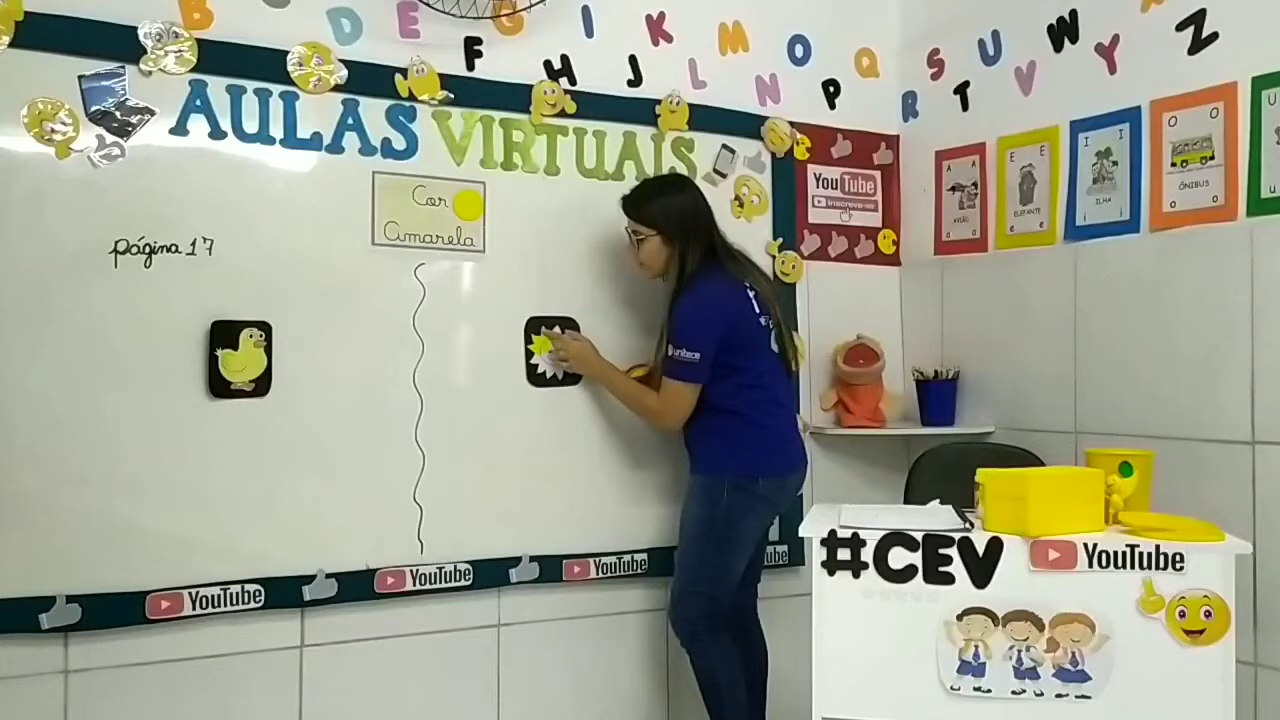 B D E G I K M O Q S U W
F H J L N P R T V Y Z
AULAS VIRTUAIS
Cor
Amarela
página 17
YouTube
inscreva-se
A A
AVIÃO
a a
E E
ELEFANTE
e e
I I
ILHA
i i
O O
ÔNIBUS
o o
U
u
unitece
YouTube
YouTube
YouTube
ube
#CEV
YouTube